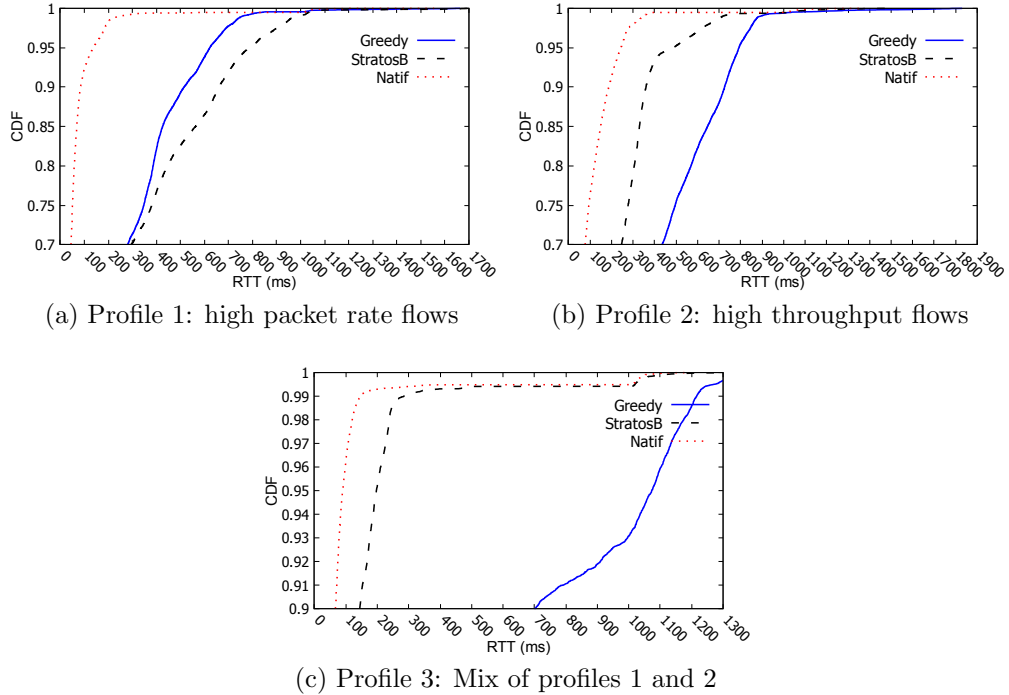 1
0.95
0.9
0.85
0.8
0.75
0.7
CDF
Greedy
StratosB
Natif
0 100 200 300 400 500 600 700 800 900 1000 1100 1200 1300 1400 1500 1600 1700
RTT (ms)
(a) Profile 1: high packet rate flows
1
0.95
0.9
0.85
0.8
0.75
0.7
CDF
Greedy
StratosB
Natif
0 100 200 300 400 500 600 700 800 900 1000 1100 1200 1300 1400 1500 1600 1700 1800 1900
RTT (ms)
(b) Profile 2: high throughput flows
1
0.99
0.98
0.97
0.96
0.95
0.94
0.93
0.92
0.91
0.9
CDF
Greedy
StratosB
Natif
0 100 200 300 400 500 600 700 800 900 1000 1100 1200 1300
RTT (ms)
(c) Profile 3: Mix of profiles 1 and 2